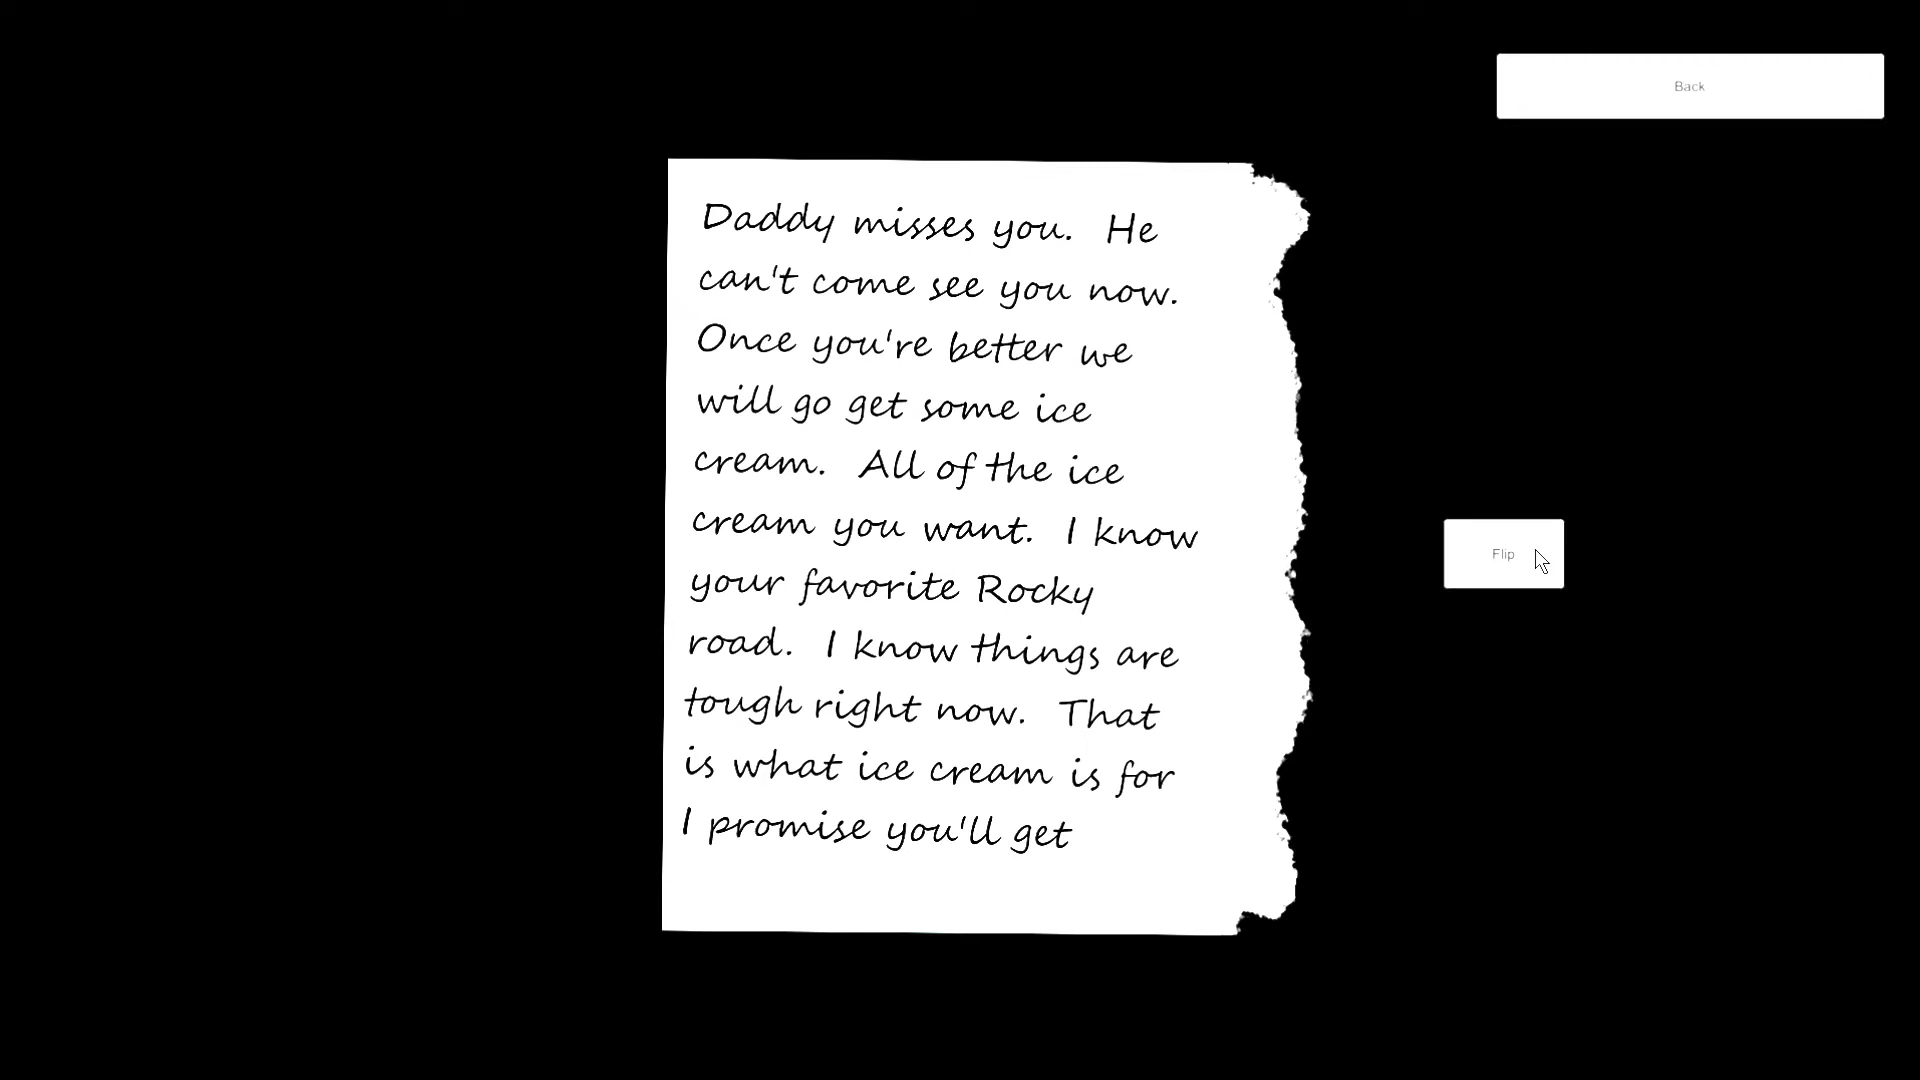 Back
Daddy misses you. He
can't come see you now.
Once you're better we
will go get some ice
cream. All of the ice
cream you want. I know
your favorite Rocky
road. I know things are
tough right now. That
is what ice cream is for
I promise you'll get
Flip